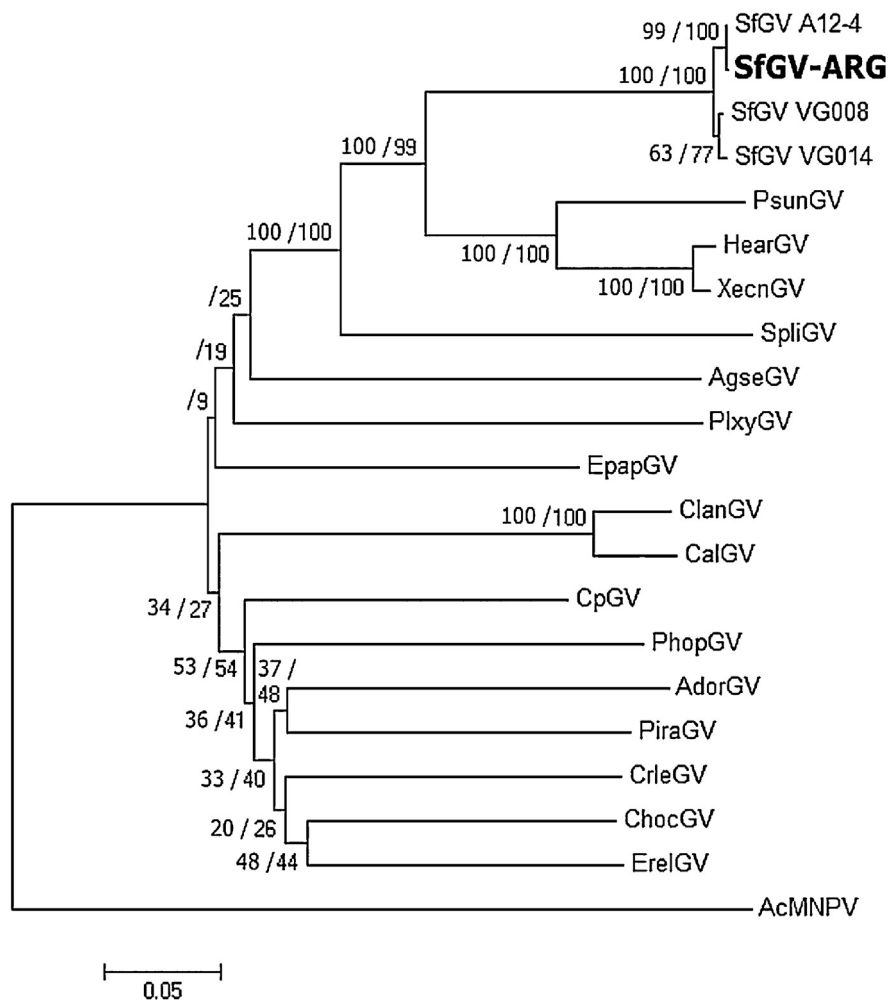 SfGV A12-4
99 / 100
SfGV-ARG
100 / 100
SfGV VG008
63 / 77
SfGV VG014
100 / 99
PsunGV
100 / 100
HearGV
100 / 100
XecnGV
100 /100
SpliGV
/25
/19
AgseGV
/9
PlxyGV
EpapGV
ClanGV
100 / 100
CalGV
CpGV
34 / 27
PhopGV
53 / 54
37 /
48
AdorGV
36 / 41
PiraGV
33 / 40
CrleGV
ChocGV
20 / 26
48 /44
ErelGV
AcMNPV
0.05